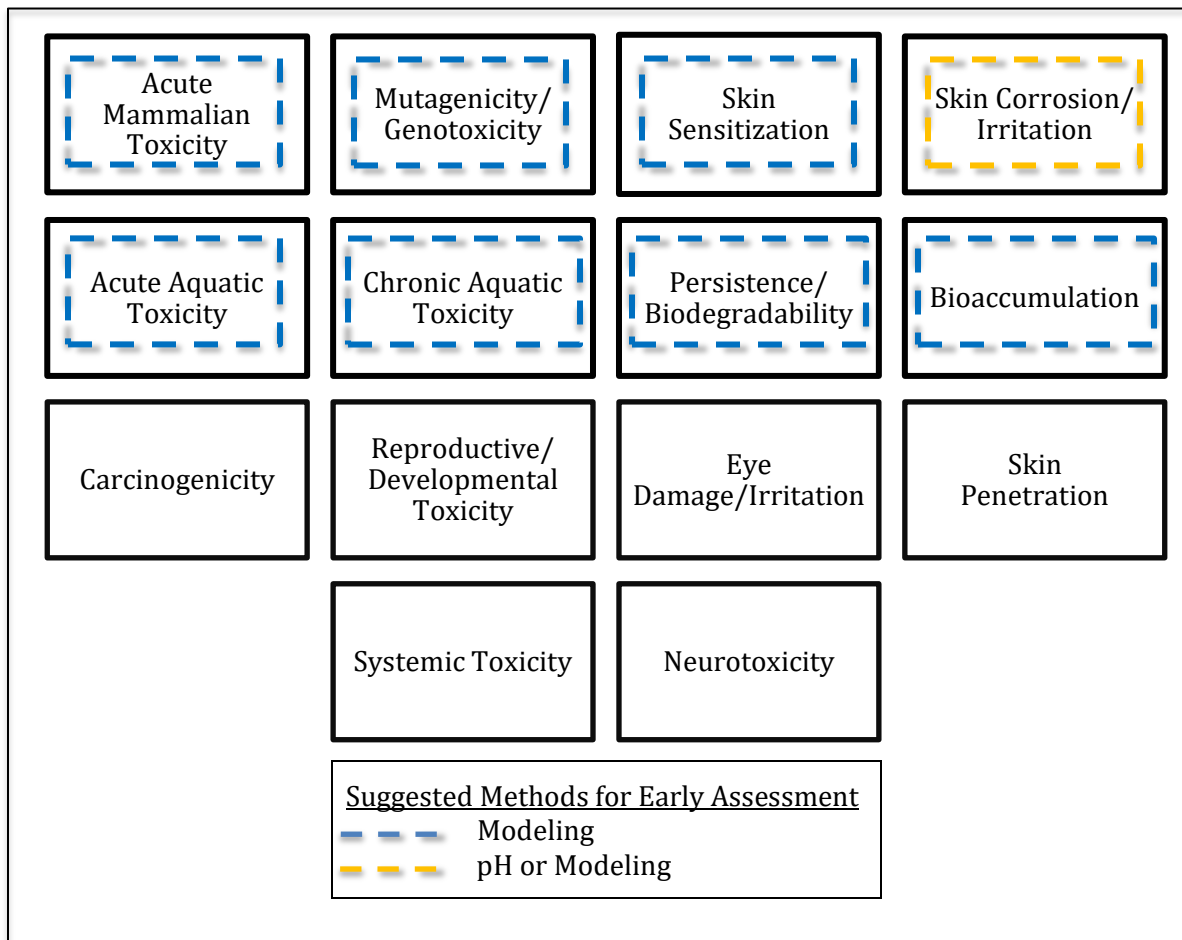 Acute
Mammalian
Toxicity
Mutagenicity/
Genotoxicity
Skin
Sensitization
Skin Corrosion/
Irritation
Acute Aquatic
Toxicity
Chronic Aquatic
Toxicity
Persistence/
Biodegradability
Bioaccumulation
Carcinogenicity
Reproductive/
Developmental
Toxicity
Eye
Damage/Irritation
Skin
Penetration
Systemic Toxicity
Neurotoxicity
Suggested Methods for Early Assessment
Modeling
pH or Modeling